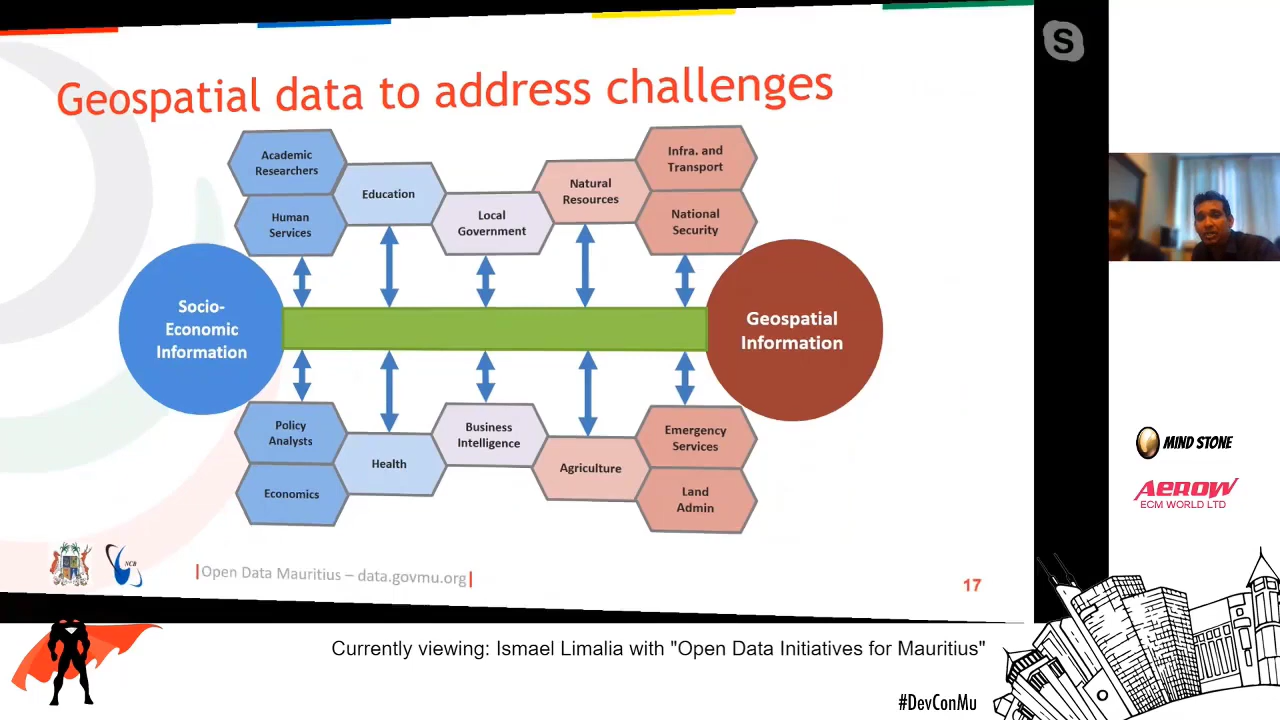 Geospatial data to address challenges
Academic
Researchers
Human
Services
Education
Local
Government
Natural
Resources
Infra. and
Transport
National
Security
Socio-
Economic
Information
Geospatial
Information
Policy
Analysts
Economics
Health
Business
Intelligence
Agriculture
Emergency
Services
Land
Admin
NCB
|Open Data Mauritius – data.govmu.org|
17
S
MIND STONE
AEROW
ECM WORLD LTD
Currently viewing: Ismael Limalia with "Open Data Initiatives for Mauritius"
#DevConMu